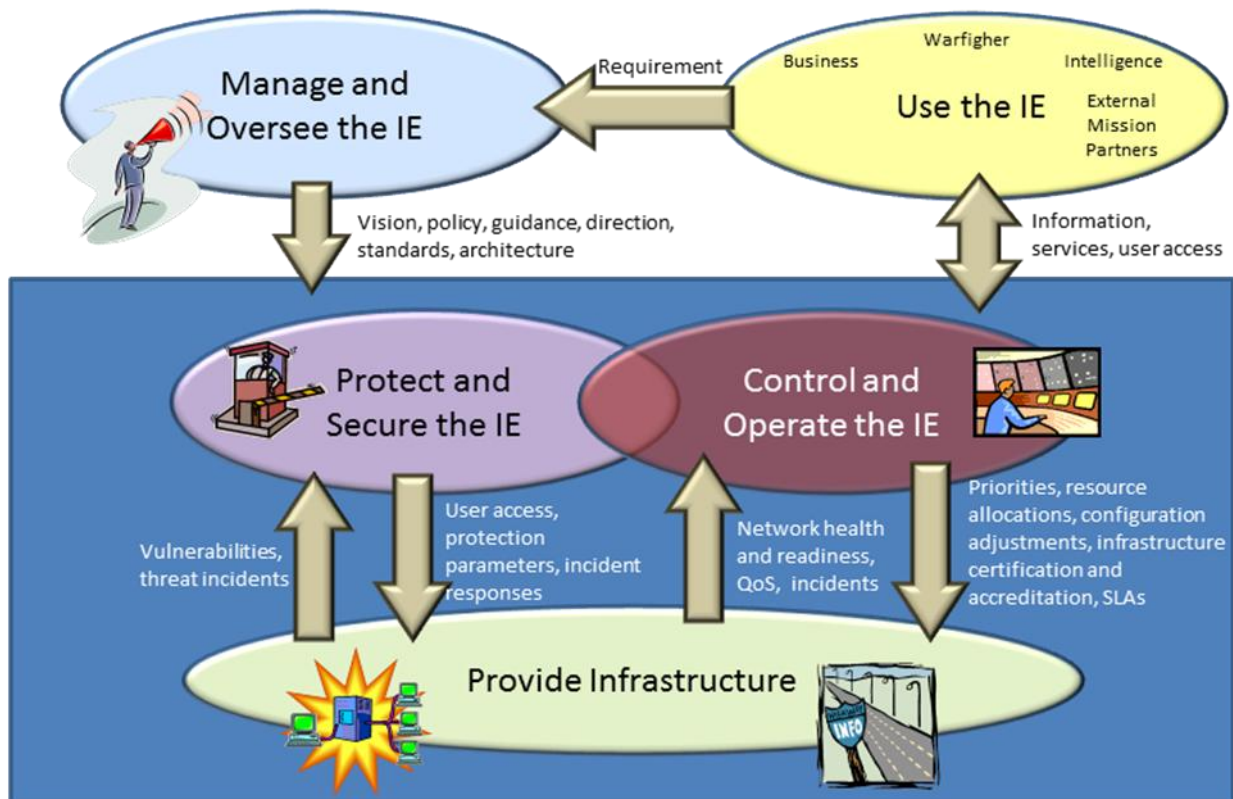 Manage and
Oversee the IE
Requirement
Warfigher
Business
Intelligence
Use the IE
External
Mission
Partners
Vision, policy, guidance, direction,
standards, architecture
Information,
services, user access
Protect and
Secure the IE
Control and
Operate the IE
Vulnerabilities,
threat incidents
User access,
protection
parameters, incident
responses
Network health
and readiness,
QoS, incidents
Priorities, resource
allocations, configuration
adjustments, infrastructure
certification and
accreditation, SLAs
Provide Infrastructure
INFO